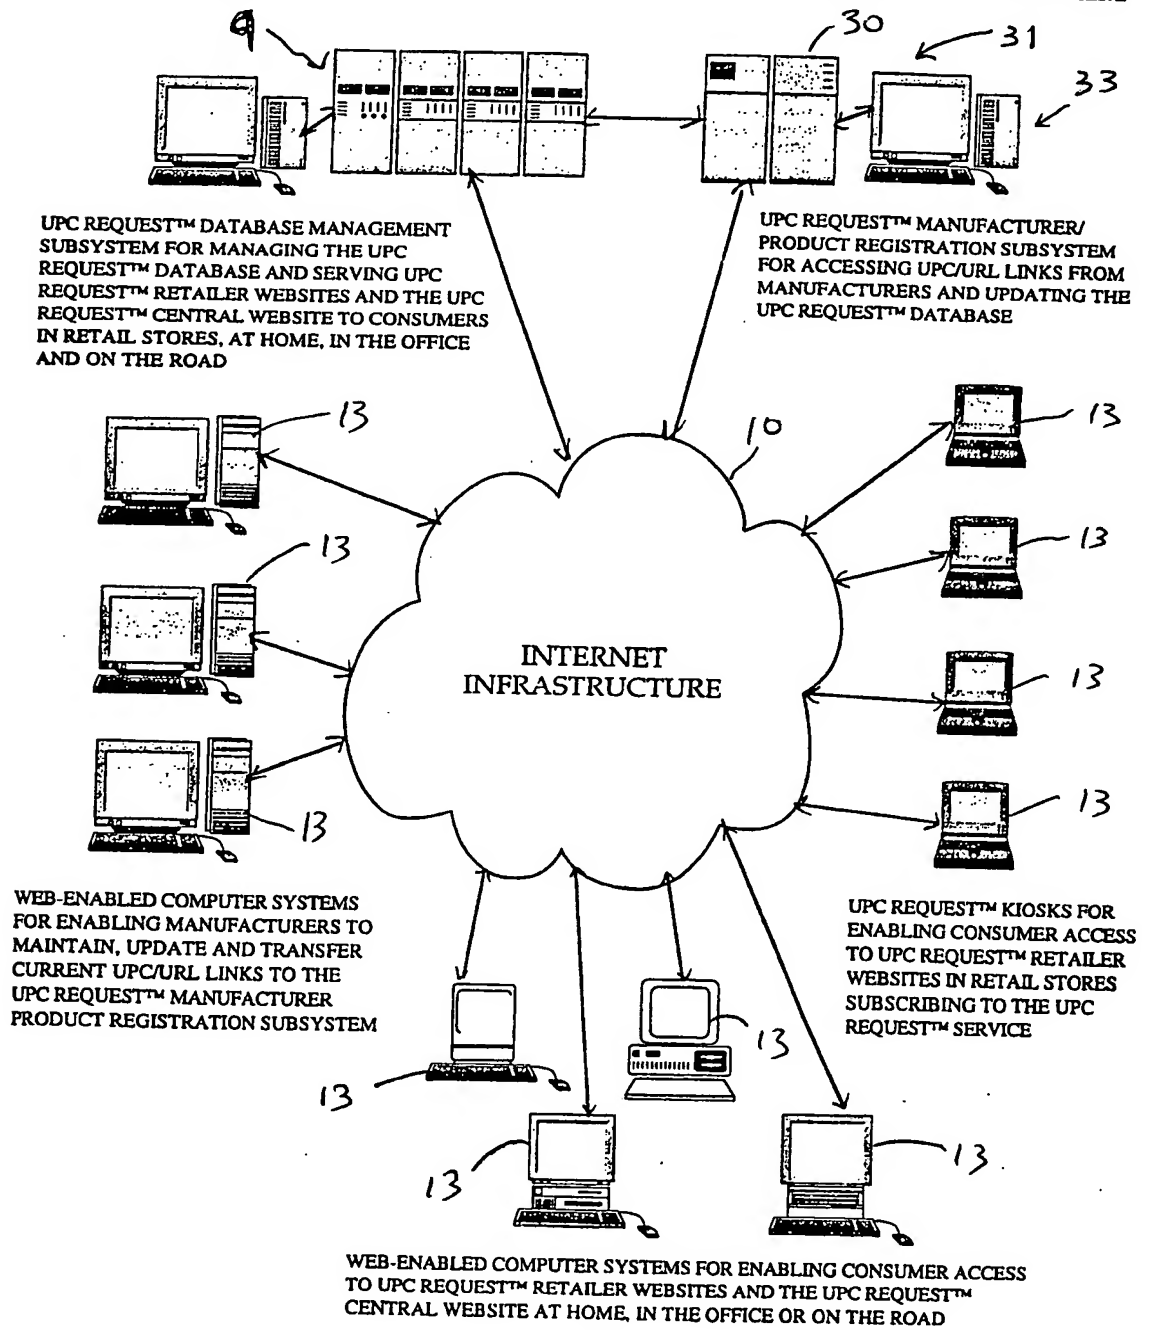 9
30
31
33
UPC REQUEST™ DATABASE MANAGEMENT
SUBSYSTEM FOR MANAGING THE UPC
REQUEST™ DATABASE AND SERVING UPC
REQUEST™ RETAILER WEBSITES AND THE UPC
REQUEST™ CENTRAL WEBSITE TO CONSUMERS
IN RETAIL STORES, AT HOME, IN THE OFFICE
AND ON THE ROAD
UPC REQUEST™ MANUFACTURER/
PRODUCT REGISTRATION SUBSYSTEM
FOR ACCESSING UPC/URL LINKS FROM
MANUFACTURERS AND UPDATING THE
UPC REQUEST™ DATABASE
13
10
13
13
13
INTERNET
INFRASTRUCTURE
13
13
13
13
WEB-ENABLED COMPUTER SYSTEMS
FOR ENABLING MANUFACTURERS TO
MAINTAIN, UPDATE AND TRANSFER
CURRENT UPC/URL LINKS TO THE
UPC REQUEST™ MANUFACTURER
PRODUCT REGISTRATION SUBSYSTEM
UPC REQUEST™ KIOSKS FOR
ENABLING CONSUMER ACCESS
TO UPC REQUEST™ RETAILER
WEBSITES IN RETAIL STORES
SUBSCRIBING TO THE UPC
REQUEST™ SERVICE
13
13
13
13
WEB-ENABLED COMPUTER SYSTEMS FOR ENABLING CONSUMER ACCESS
TO UPC REQUEST™ RETAILER WEBSITES AND THE UPC REQUEST™
CENTRAL WEBSITE AT HOME, IN THE OFFICE OR ON THE ROAD